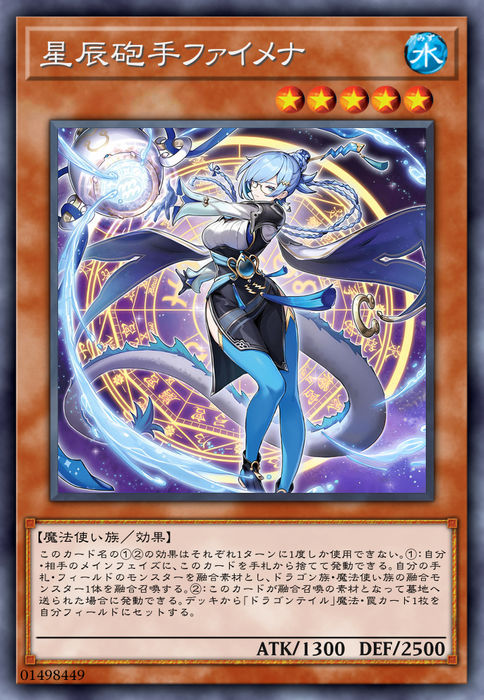 星辰砲手ファイメナ
みず
水
【魔法使い族／効果】
このカード名の①②の効果はそれぞれ1ターンに1度しか使用できない。①：自分
・相手のメインフェイズに、このカードを手札から捨てて発動できる。自分の手
札・フィールドのモンスターを融合素材とし、ドラゴン族・魔法使い族の融合モ
ンスター1体を融合召喚する。②：このカードが融合召喚の素材となって墓地へ
送られた場合に発動できる。デッキから「ドラゴンテイル」魔法・罠カード1枚を
自分フィールドにセットする。
ATK/1300 DEF/2500
01498449